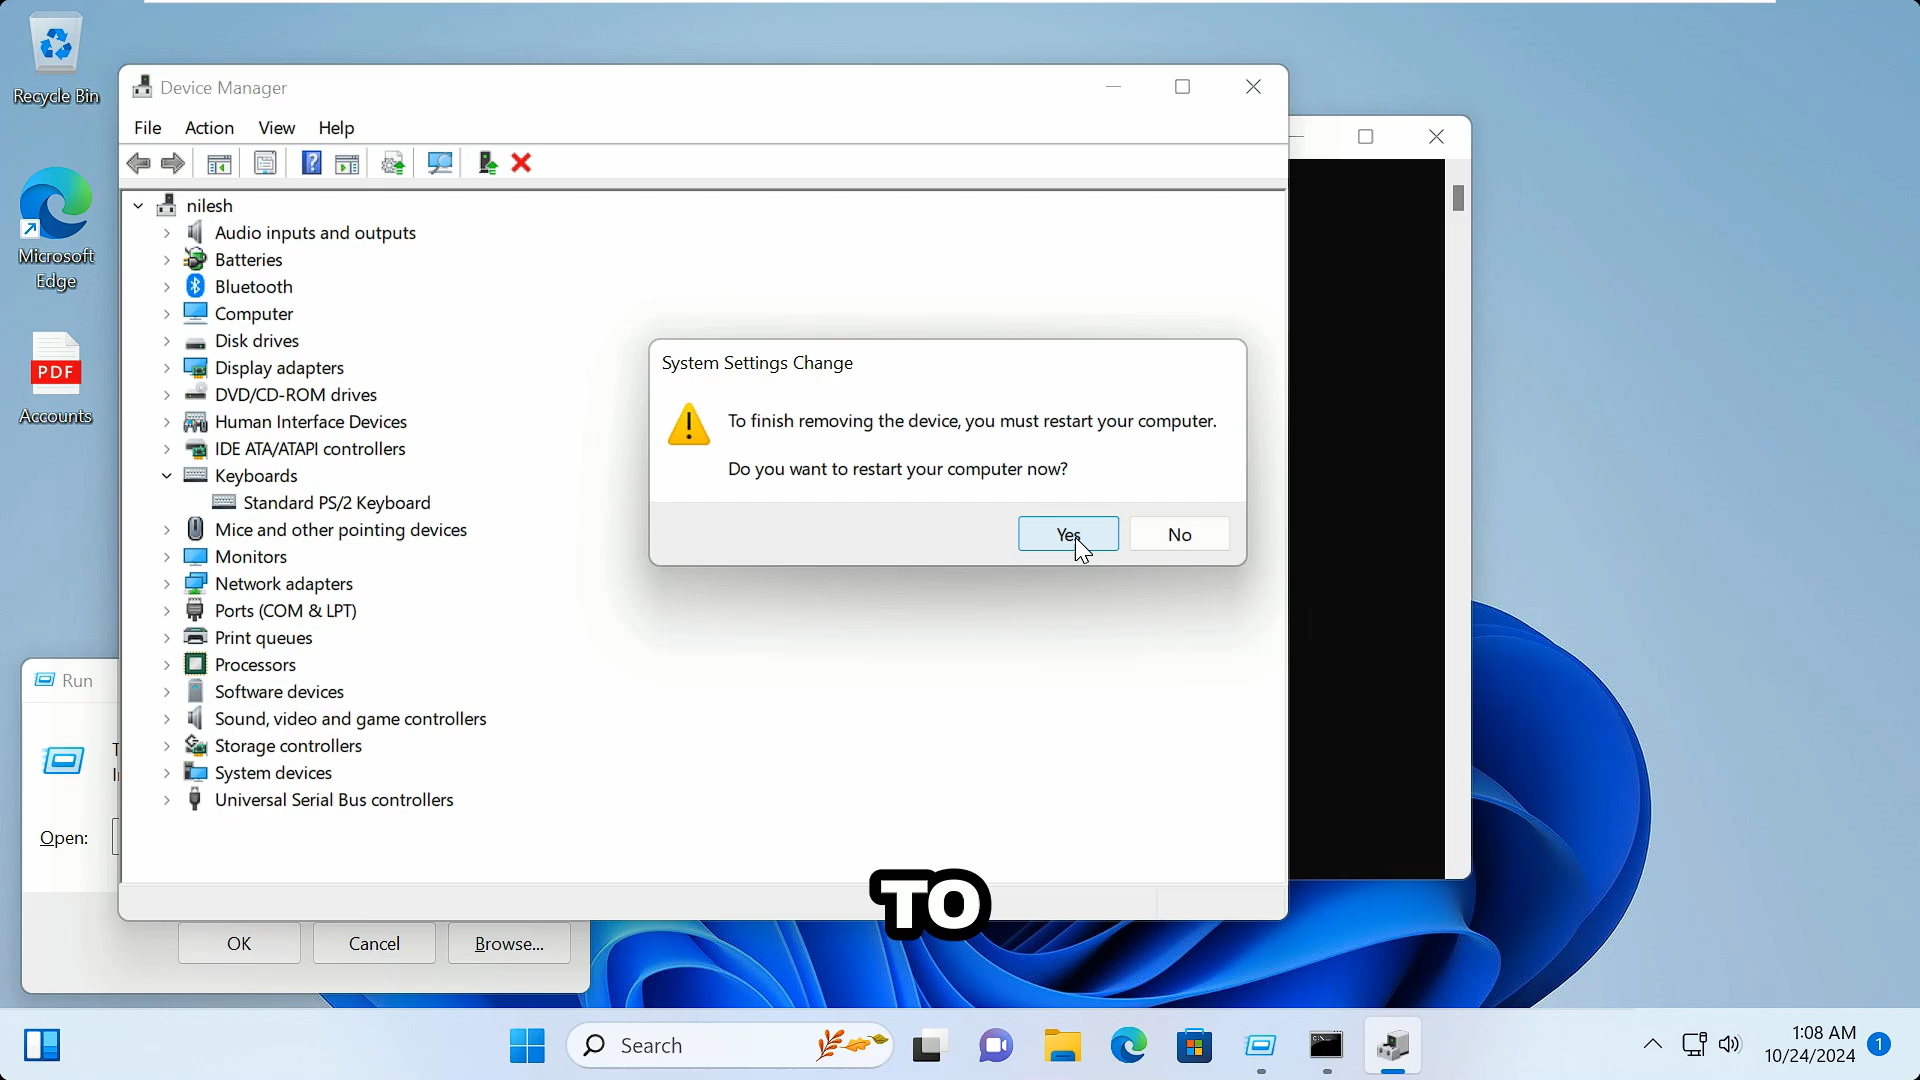 Recycle Bin
Microsoft
Edge
PDF
Accounts
Device Manager
File Action View Help
nilesh
Audio inputs and outputs
Batteries
Bluetooth
Computer
Disk drives
Display adapters
DVD/CD-ROM drives
Human Interface Devices
IDE ATA/ATAPI controllers
Keyboards
Standard PS/2 Keyboard
Mice and other pointing devices
Monitors
Network adapters
Ports (COM & LPT)
Print queues
Processors
Software devices
Sound, video and game controllers
Storage controllers
System devices
Universal Serial Bus controllers
System Settings Change
To finish removing the device, you must restart your computer.
Do you want to restart your computer now?
Yes No
Run
Open:
OK Cancel Browse...
TO
Search
1:08 AM
10/24/2024
1